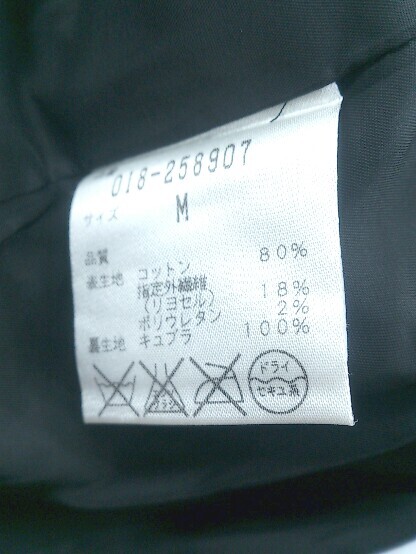 018-258907
サイズ M
品質
表生地 コットン 80%
指定外繊維
(リヨセル) 18%
ポリウレタン 2%
裏生地 キュプラ 100%
ドライ
セキユ系